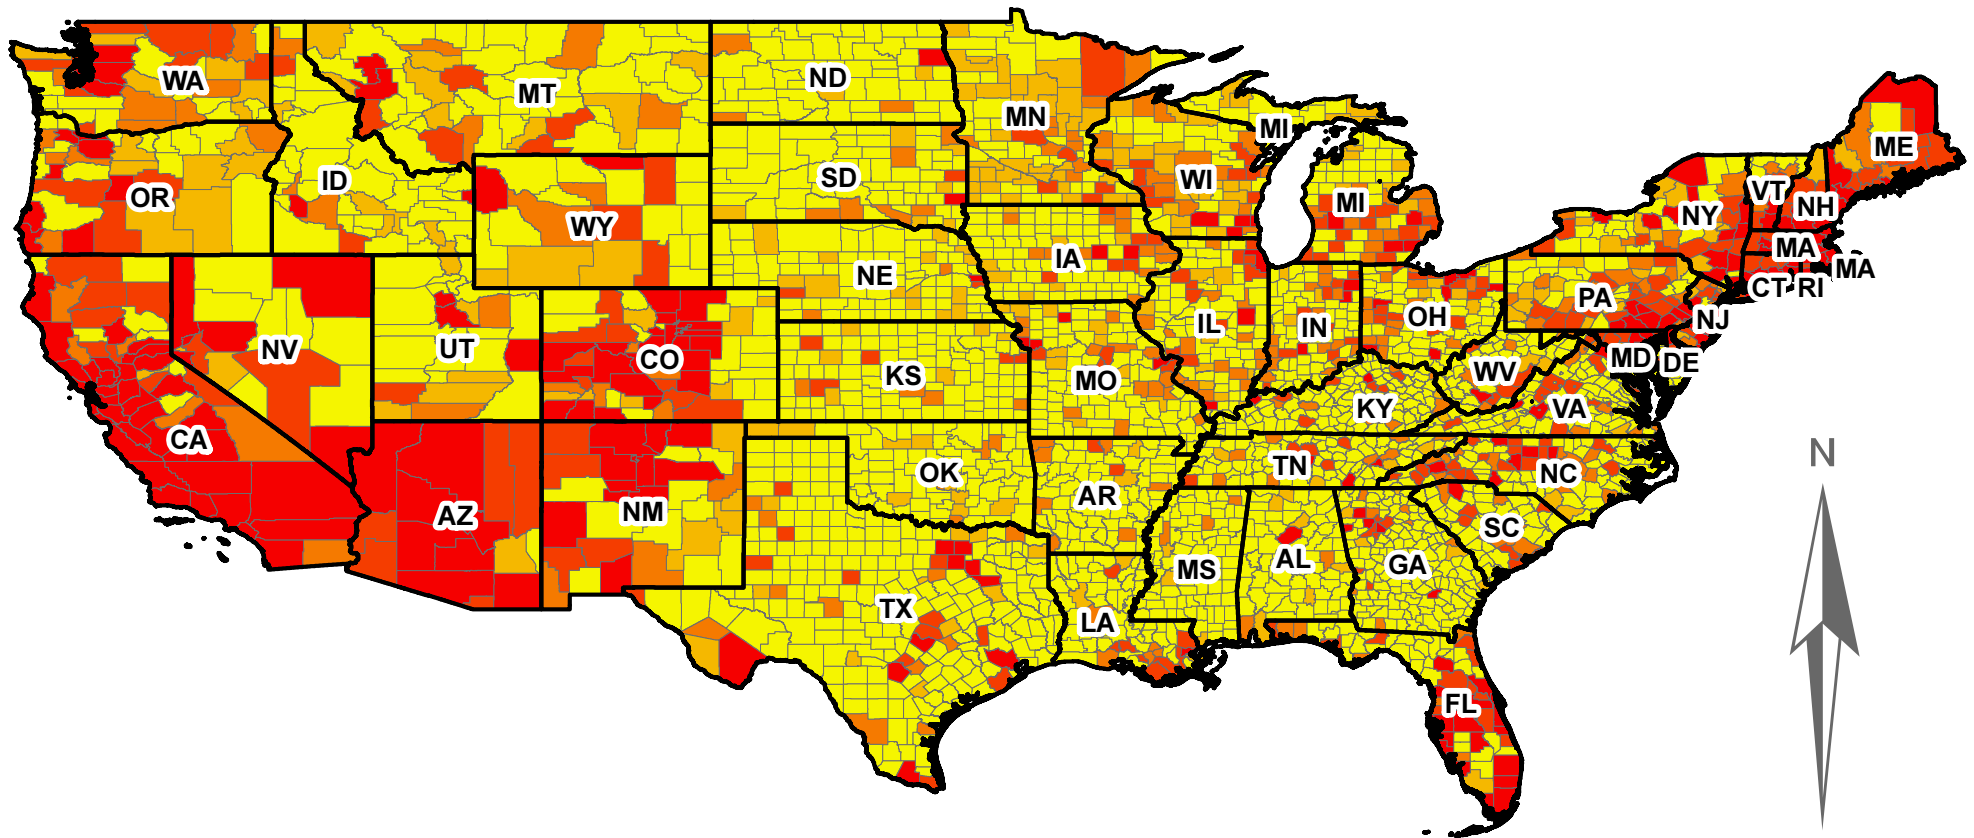 WA
MT
ND
MN
MI
ME
OR
ID
WY
SD
WI
MI
VT
NH
NY
MA
MA
CT
RI
NE
IA
PA
NJ
NV
UT
CO
KS
MO
IL
IN
OH
WV
MD
DE
VA
KY
CA
AZ
NM
OK
AR
TN
NC
SC
N
TX
LA
MS
AL
GA
FL